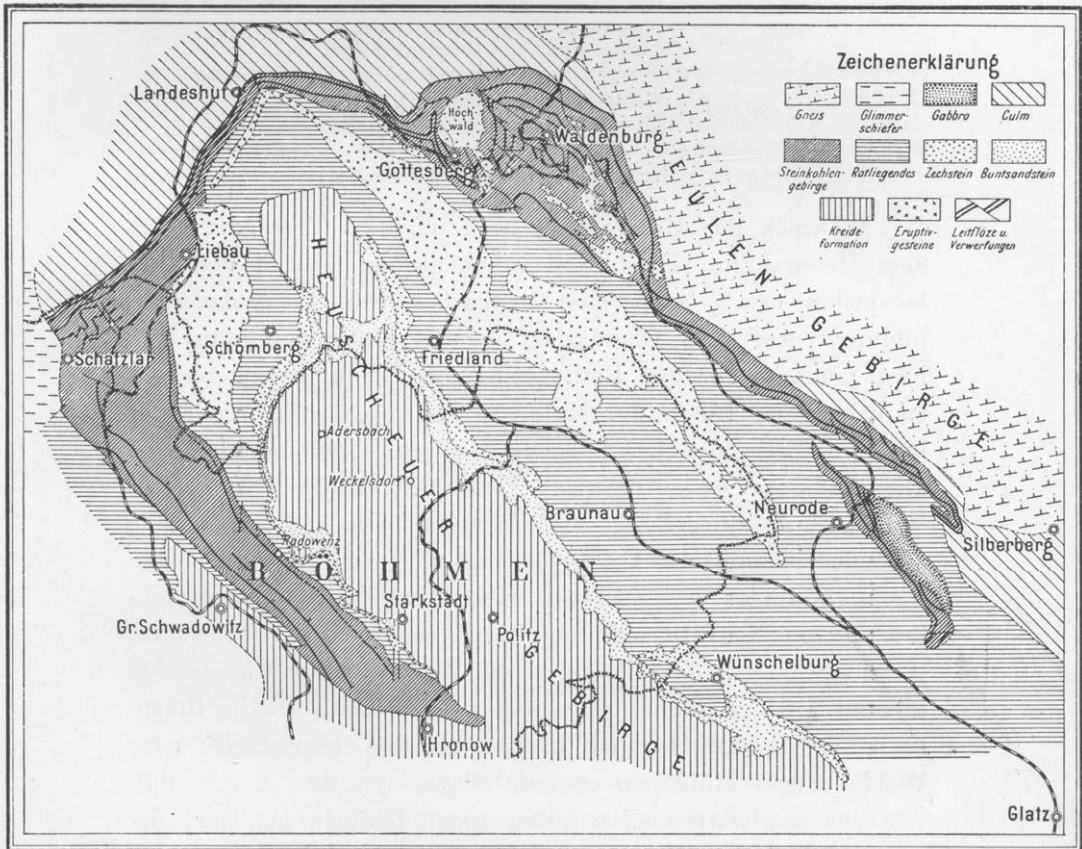 Zeichenerklärung
Gneis
Glimmer-
schiefer
Gabbro
Culm
Steinkohlen-
gebirge
Rotliegendes
Zechstein
Buntsandstein
Kreide-
formation
Eruptiv-
gesteine
Leitflöze u.
Verwerfungen
Landeshut
Hoch
wald
Waldenburg
Gottesberg
EULEN GEBIRGE
Liebau
HEUSCHEUER GEBIRGE
Schatzlar
Schömberg
Friedland
Adersbach
Weckelsdorf
Braunau
Neurode
Silberberg
Radowenz
BÖHMEN
Gr. Schwadowitz
Starkstadt
Politz
Wünschelburg
Hronow
Glatz